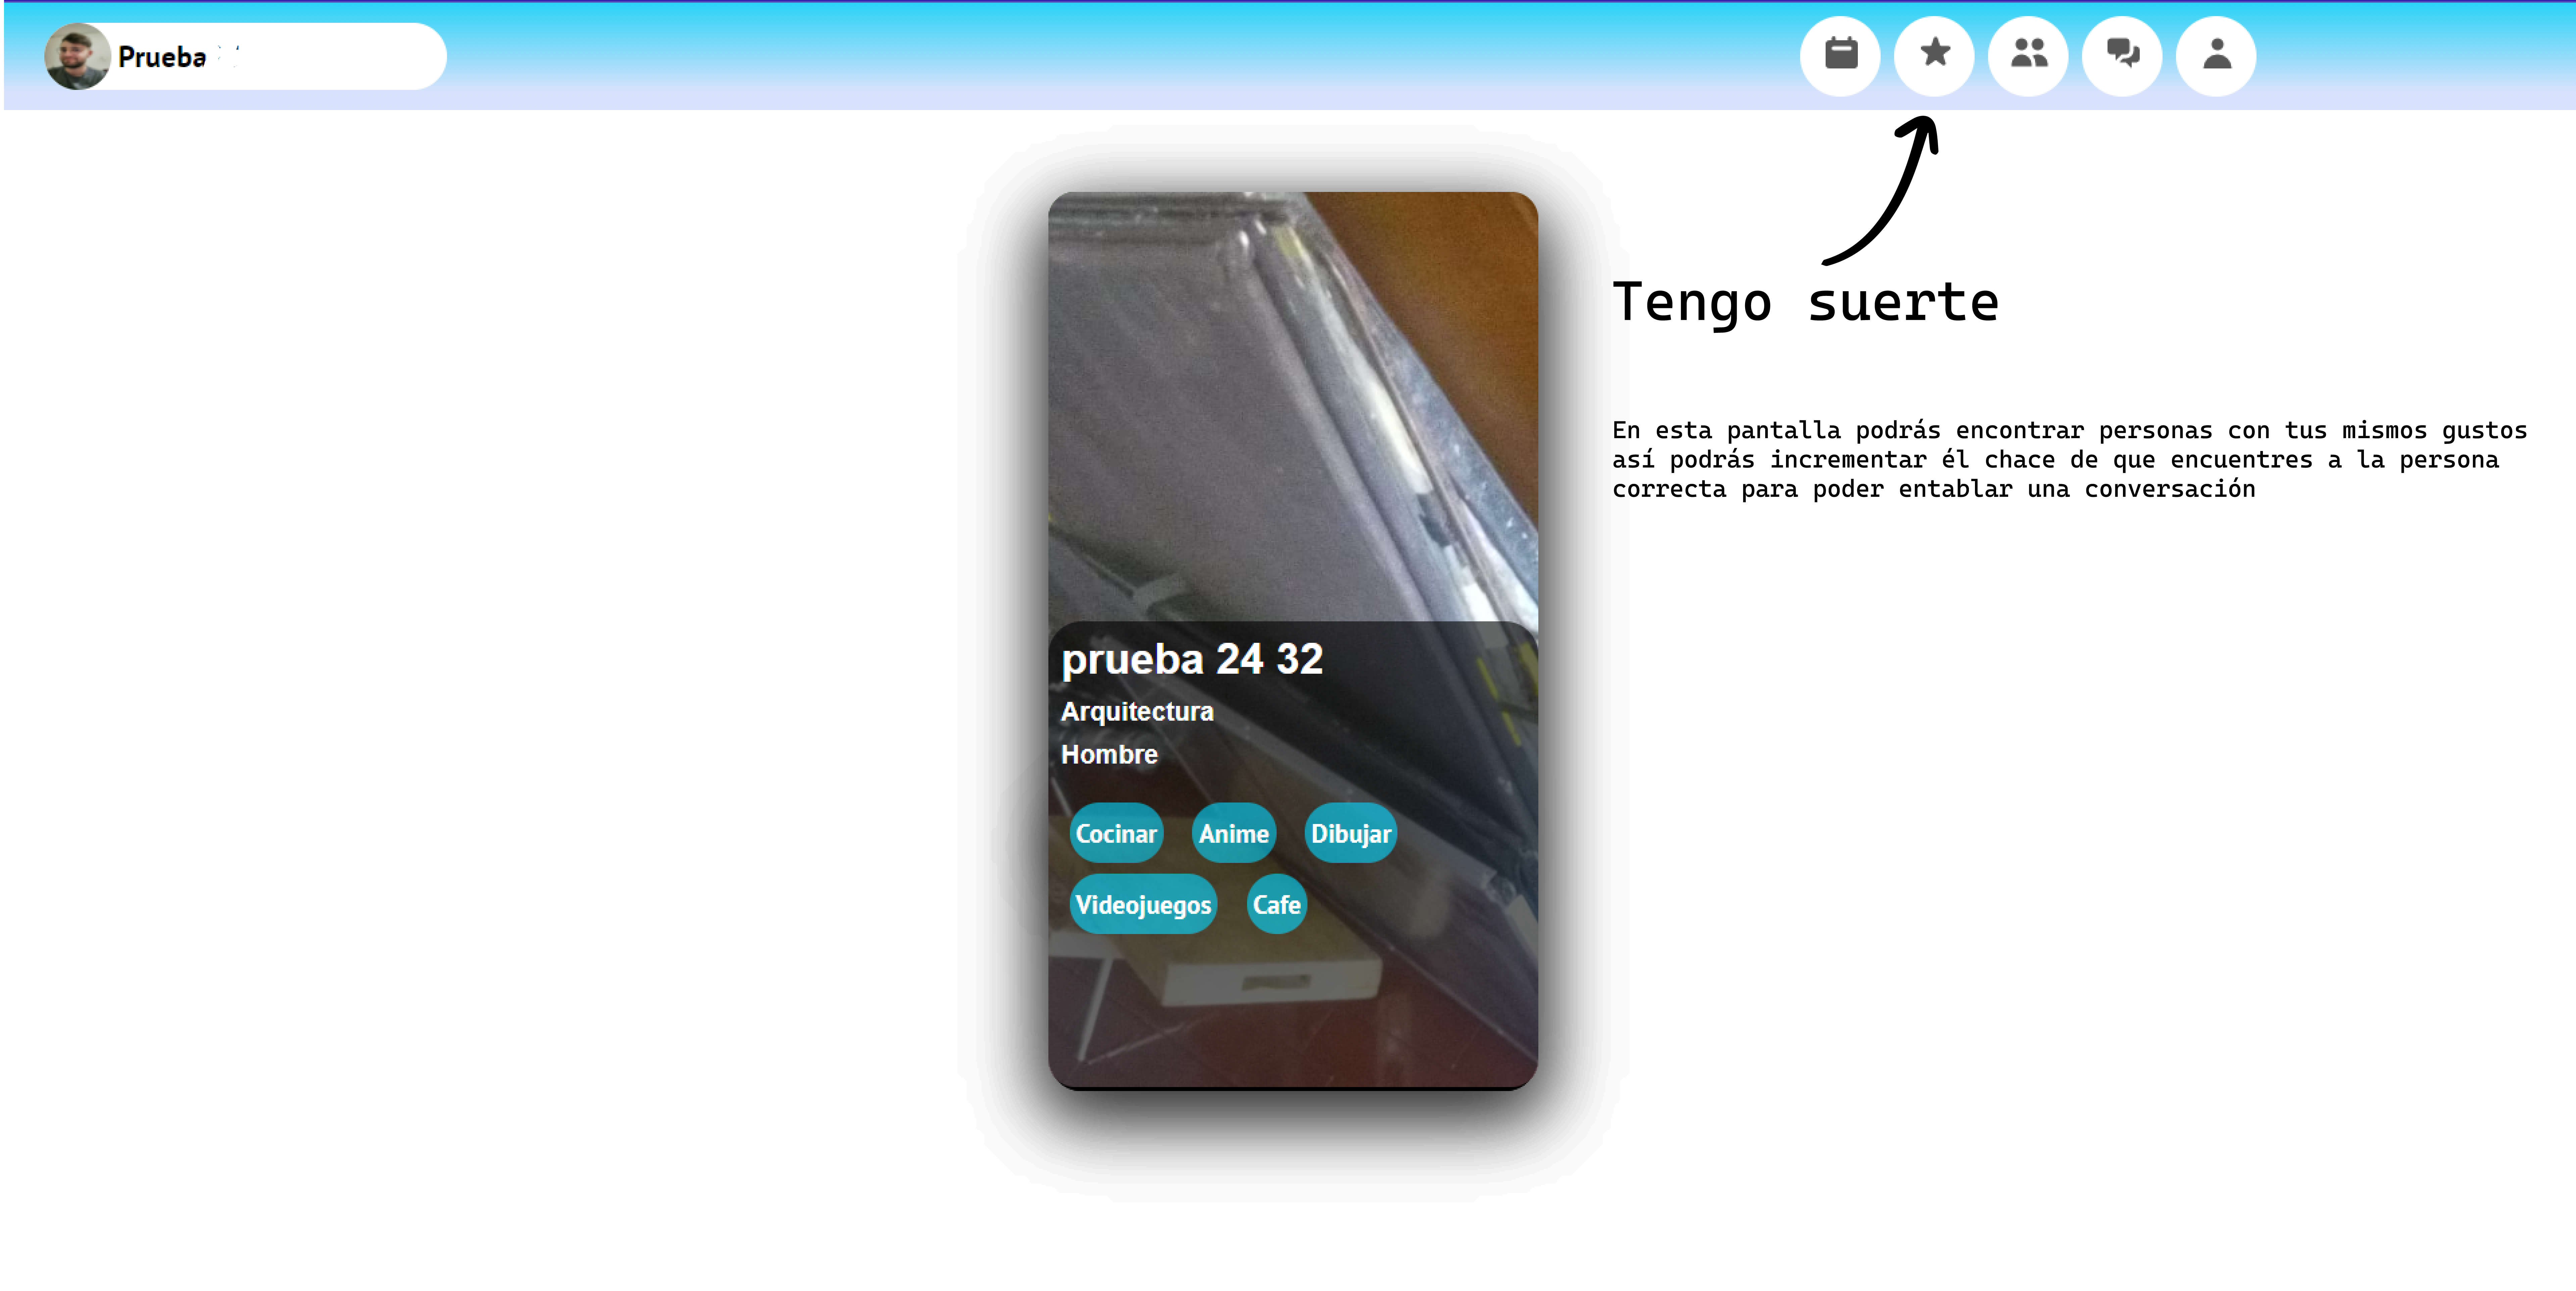 Prueba
Tengo suerte
En esta pantalla podrás encontrar personas con tus mismos gustos
así podrás incrementar él chace de que encuentres a la persona
correcta para poder entablar una conversación
prueba 24 32
Arquitectura
Hombre
Cocinar Anime Dibujar
Videojuegos Cafe